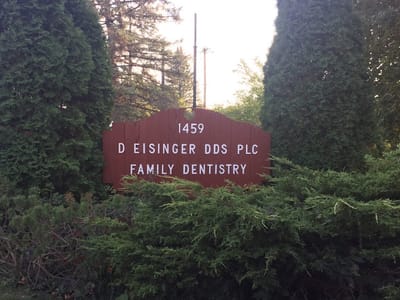 1459
D EISINGER DDS PLC
FAMILY DENTISTRY